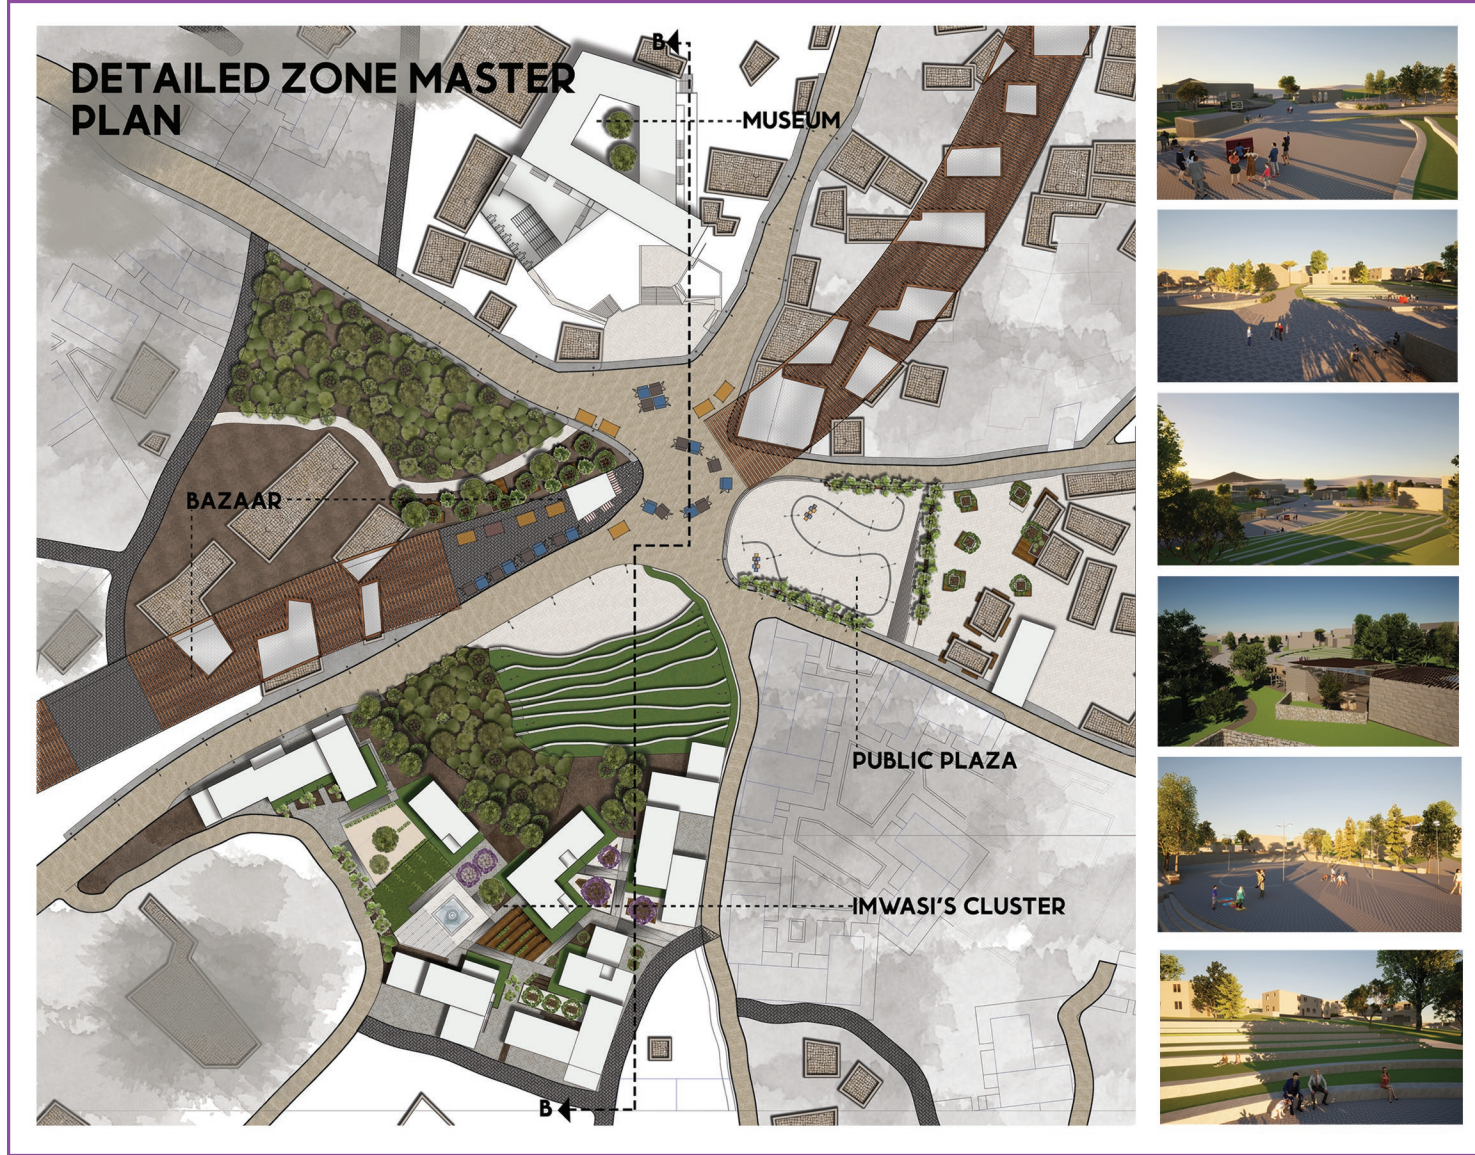 DETAILED ZONE MASTER
PLAN
B
MUSEUM
BAZAAR
PUBLIC PLAZA
IMWASI'S CLUSTER
B